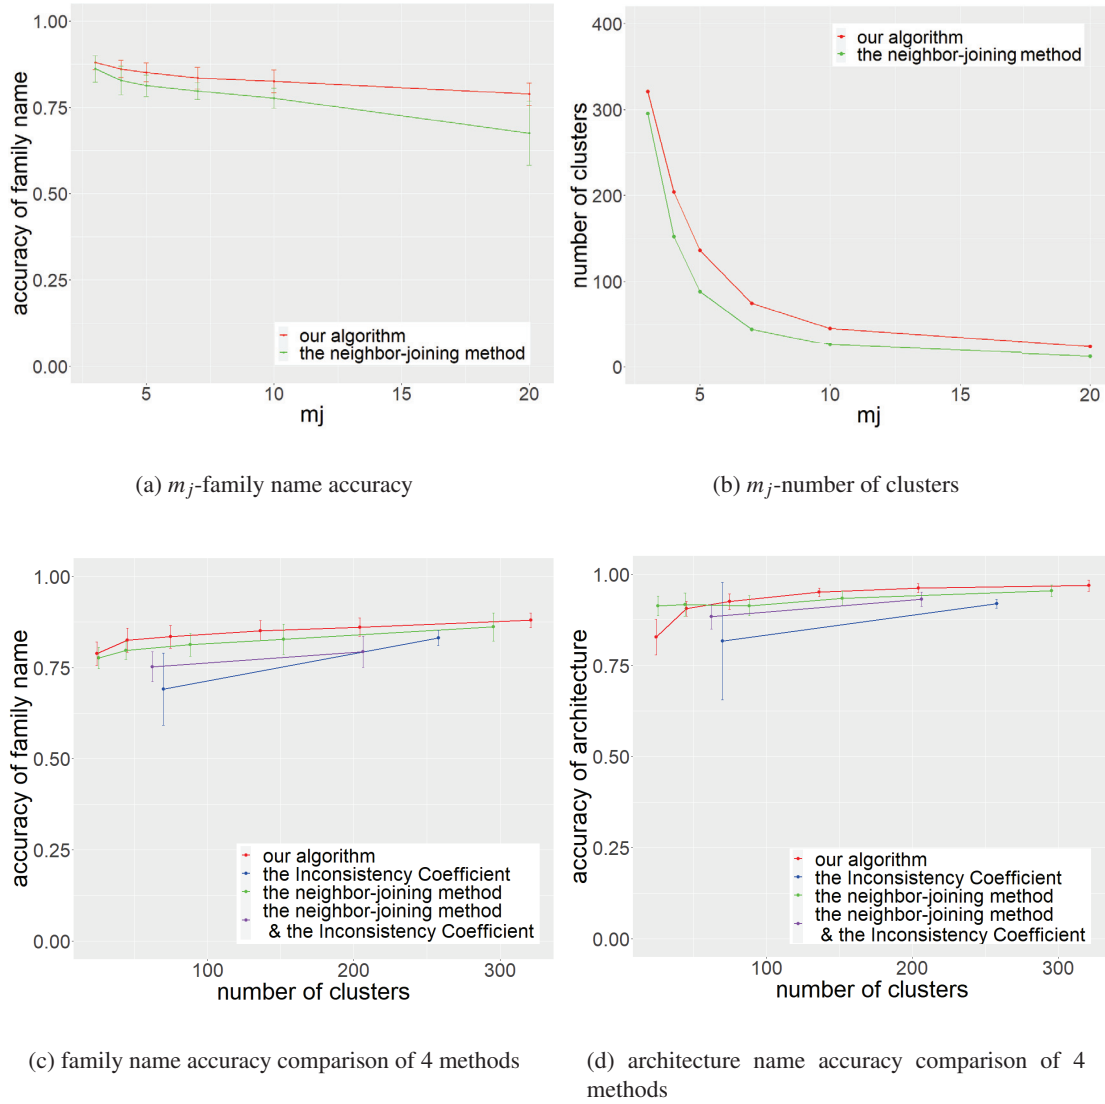 1.00
0.75
0.50
0.25
0.00
accuracy of family name
our algorithm
the neighbor-joining method
5
10
15
20
mj
(a) mj-family name accuracy
400
300
200
100
0
number of clusters
our algorithm
the neighbor-joining method
5
10
15
20
mj
(b) mj-number of clusters
1.00
0.75
0.50
0.25
0.00
accuracy of family name
our algorithm
the Inconsistency Coefficient
the neighbor-joining method
the neighbor-joining method
& the Inconsistency Coefficient
100
200
300
number of clusters
(c) family name accuracy comparison of 4 methods
1.00
0.75
0.50
0.25
0.00
accuracy of architecture
our algorithm
the Inconsistency Coefficient
the neighbor-joining method
the neighbor-joining method
& the Inconsistency Coefficient
100
200
300
number of clusters
(d) architecture name accuracy comparison of 4
methods